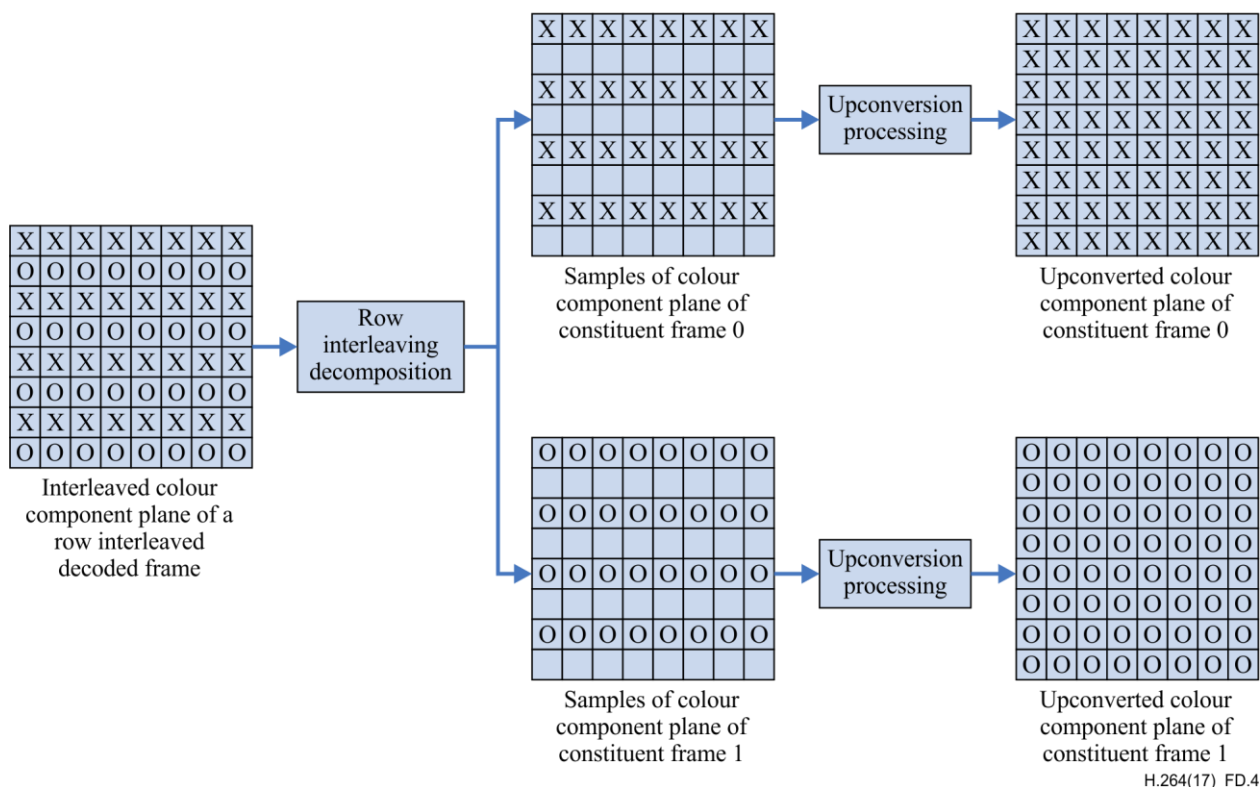 X X X X X X X X
X X X X X X X X
X X X X X X X X
X X X X X X X X
Samples of colour
component plane of
constituent frame 0
Upconversion
processing
X X X X X X X X
X X X X X X X X
X X X X X X X X
X X X X X X X X
X X X X X X X X
X X X X X X X X
X X X X X X X X
X X X X X X X X
Upconverted colour
component plane of
constituent frame 0
X X X X X X X X
O O O O O O O O
X X X X X X X X
O O O O O O O O
X X X X X X X X
O O O O O O O O
X X X X X X X X
O O O O O O O O
Interleaved colour
component plane of a
row interleaved
decoded frame
Row
interleaving
decomposition
O O O O O O O O
O O O O O O O O
O O O O O O O O
O O O O O O O O
Samples of colour
component plane of
constituent frame 1
Upconversion
processing
O O O O O O O O
O O O O O O O O
O O O O O O O O
O O O O O O O O
O O O O O O O O
O O O O O O O O
O O O O O O O O
O O O O O O O O
Upconverted colour
component plane of
constituent frame 1
H.264(17)_FD.4